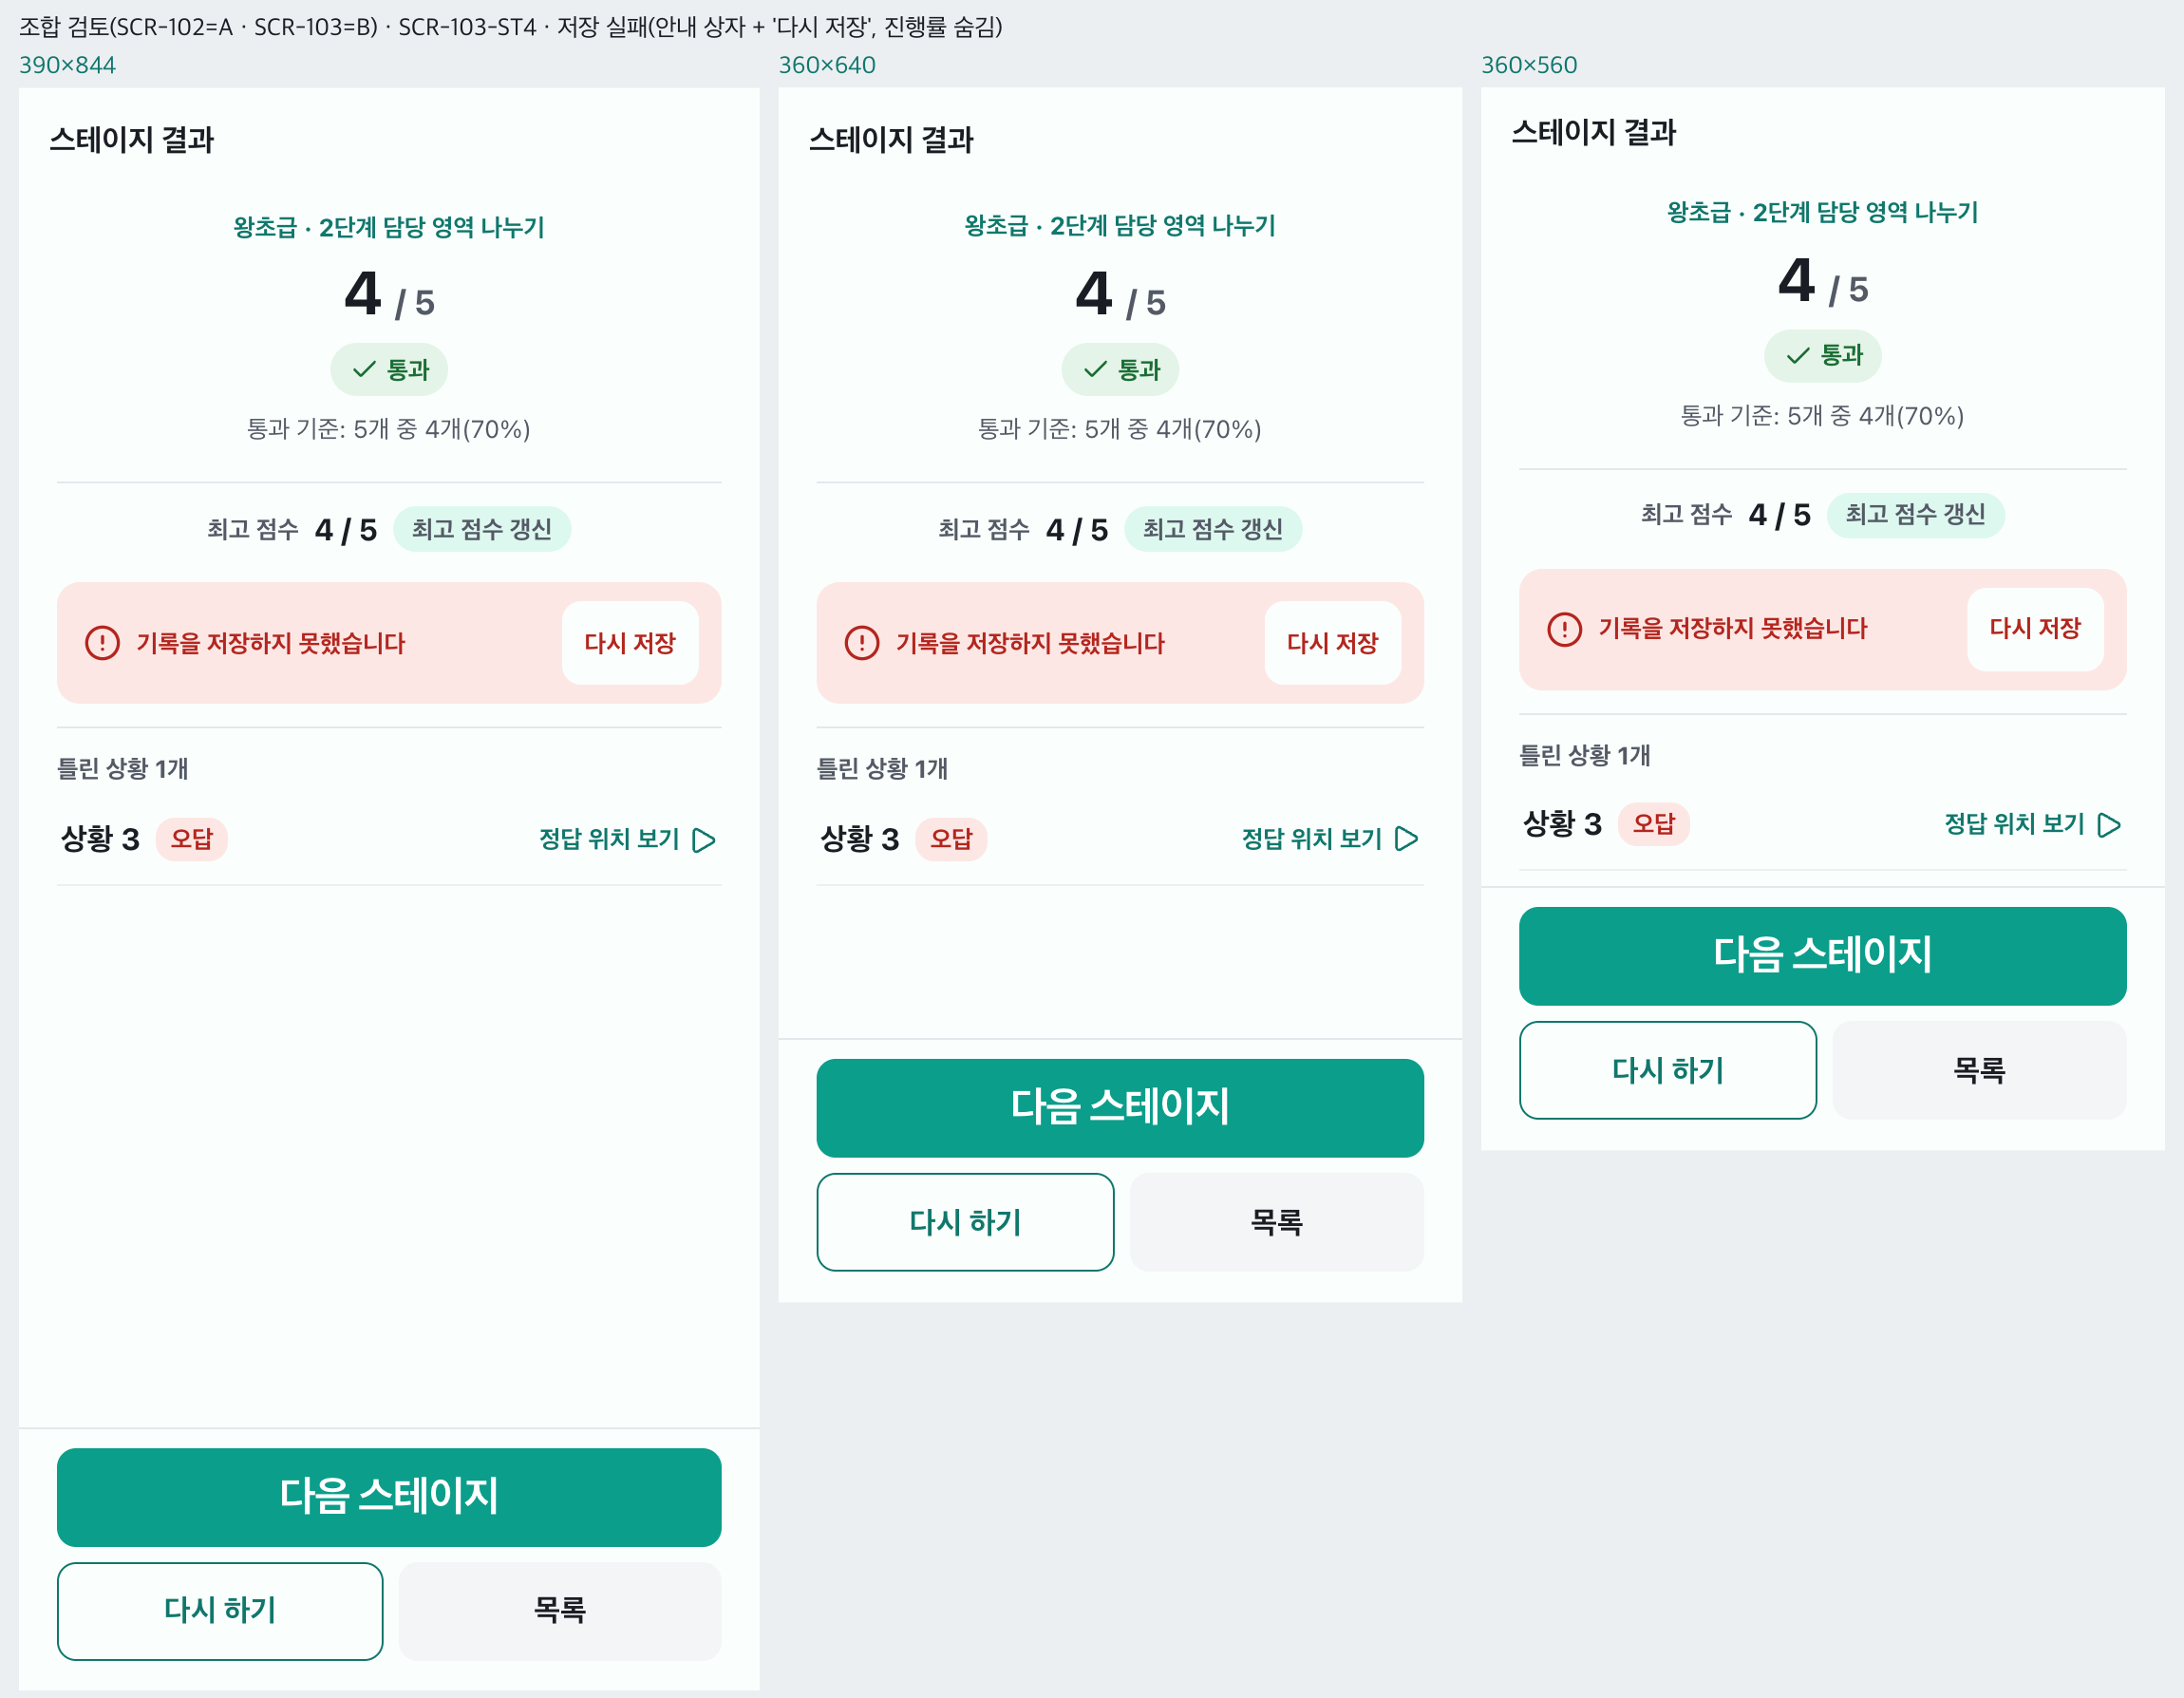 조합 검토(SCR-102=A · SCR-103=B) · SCR-103-ST4 · 저장 실패(안내 상자 + '다시 저장', 진행률 숨김)
390×844
스테이지 결과
왕초급 · 2단계 담당 영역 나누기
4 / 5
통과
통과 기준: 5개 중 4개(70%)
최고 점수 4 / 5 최고 점수 갱신
기록을 저장하지 못했습니다 다시 저장
틀린 상황 1개
상황 3 오답 정답 위치 보기
다음 스테이지
다시 하기 목록
360×640
스테이지 결과
왕초급 · 2단계 담당 영역 나누기
4 / 5
통과
통과 기준: 5개 중 4개(70%)
최고 점수 4 / 5 최고 점수 갱신
기록을 저장하지 못했습니다 다시 저장
틀린 상황 1개
상황 3 오답 정답 위치 보기
다음 스테이지
다시 하기 목록
360×560
스테이지 결과
왕초급 · 2단계 담당 영역 나누기
4 / 5
통과
통과 기준: 5개 중 4개(70%)
최고 점수 4 / 5 최고 점수 갱신
기록을 저장하지 못했습니다 다시 저장
틀린 상황 1개
상황 3 오답 정답 위치 보기
다음 스테이지
다시 하기 목록